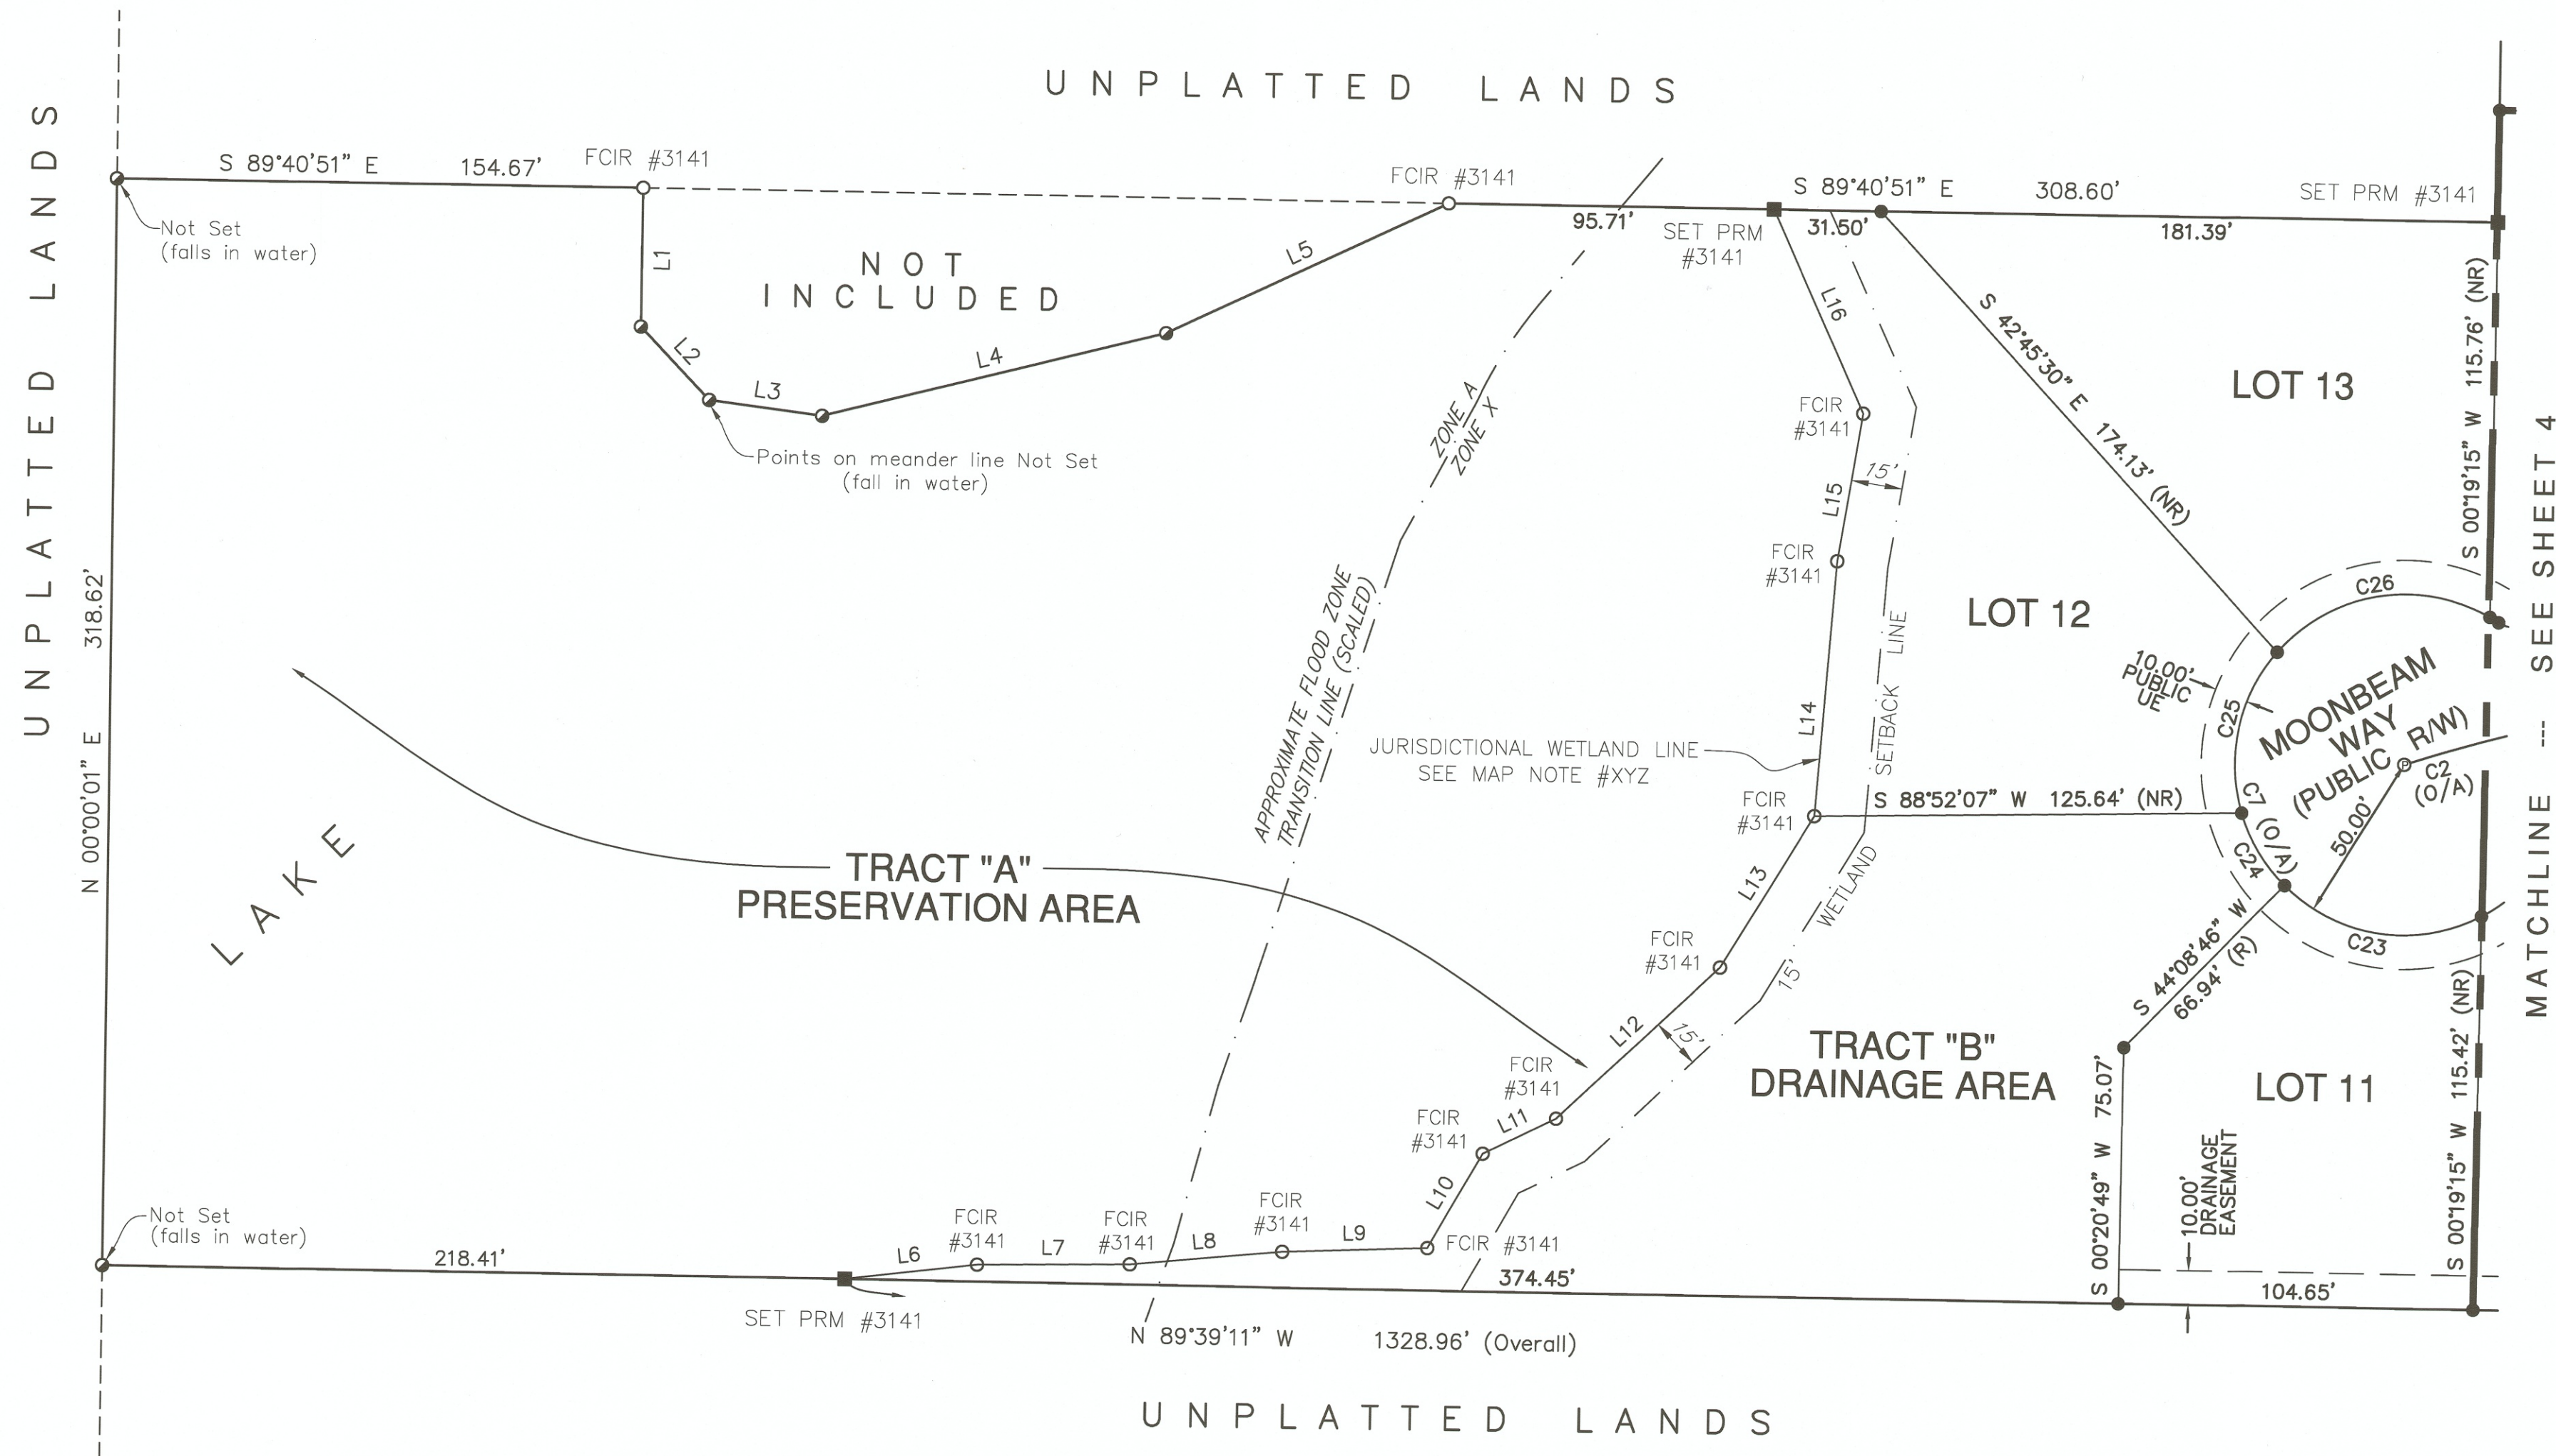 UNPLATTED LANDS
UNPLATTED LANDS
S 89°40'51" E 154.67'
FCIR #3141
FCIR #3141
S 89°40'51" E 308.60'
SET PRM #3141
95.71'
SET PRM
#3141
31.50'
181.39'
Not Set
(falls in water)
L1
NOT
INCLUDED
L5
L16
L2
L3
L4
Points on meander line Not Set
(fall in water)
ZONE A
ZONE X
FCIR
#3141
15'
L15
FCIR
#3141
S 42°45'30" E 174.13' (NR)
LOT 13
S 00°19'15" W 115.76' (NR)
MATCHLINE --- SEE SHEET 4
N 00°00'01" E 318.62'
APPROXIMATE FLOOD ZONE
TRANSITION LINE (SCALED)
LOT 12
C26
10.00'
PUBLIC
UE
C25
MOONBEAM
WAY
(PUBLIC R/W)
C2
(O/A)
50.00'
C7 (O/A)
C24
C23
L14
JURISDICTIONAL WETLAND LINE
SEE MAP NOTE #XYZ
15' WETLAND SETBACK LINE
FCIR
#3141
S 88°52'07" W 125.64' (NR)
LAKE
TRACT "A"
PRESERVATION AREA
L13
FCIR
#3141
L12
15'
S 44°08'46" W
66.94' (R)
TRACT "B"
DRAINAGE AREA
LOT 11
FCIR
#3141
L11
FCIR
#3141
L10
S 00°20'49" W 75.07'
10.00'
DRAINAGE
EASEMENT
S 00°19'15" W 115.42' (NR)
Not Set
(falls in water)
218.41'
L6
FCIR
#3141
L7
FCIR
#3141
L8
FCIR
#3141
L9
FCIR #3141
374.45'
104.65'
SET PRM #3141
N 89°39'11" W 1328.96' (Overall)
P
UNPLATTED LANDS